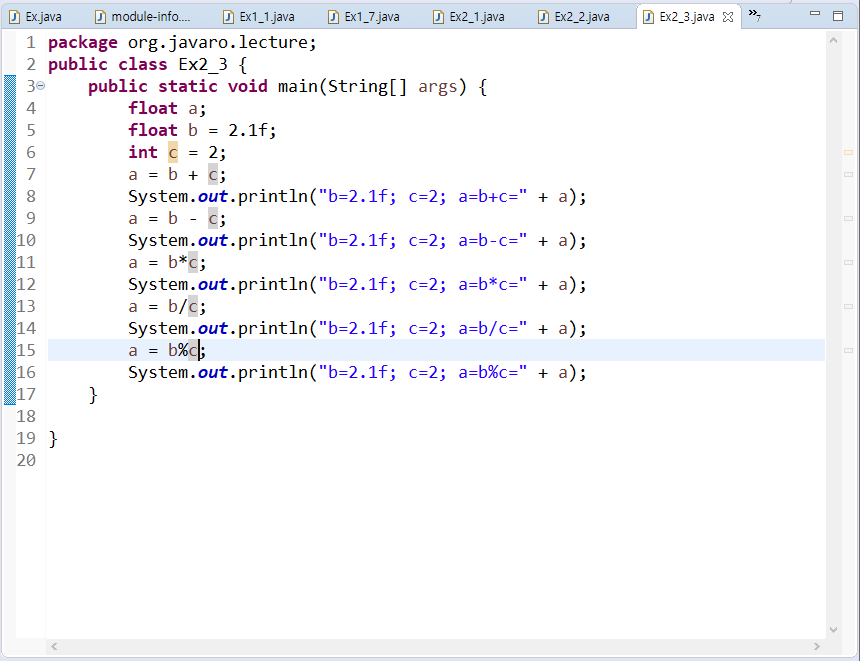 Ex.java module-info.... Ex1_1.java Ex1_7.java Ex2_1.java Ex2_2.java Ex2_3.java »7
1 package org.javaro.lecture;
2 public class Ex2_3 {
3 public static void main(String[] args) {
4 float a;
5 float b = 2.1f;
6 int c = 2;
7 a = b + c;
8 System.out.println("b=2.1f; c=2; a=b+c=" + a);
9 a = b - c;
10 System.out.println("b=2.1f; c=2; a=b-c=" + a);
11 a = b*c;
12 System.out.println("b=2.1f; c=2; a=b*c=" + a);
13 a = b/c;
14 System.out.println("b=2.1f; c=2; a=b/c=" + a);
15 a = b%c;
16 System.out.println("b=2.1f; c=2; a=b%c=" + a);
17 }
18
19 }
20